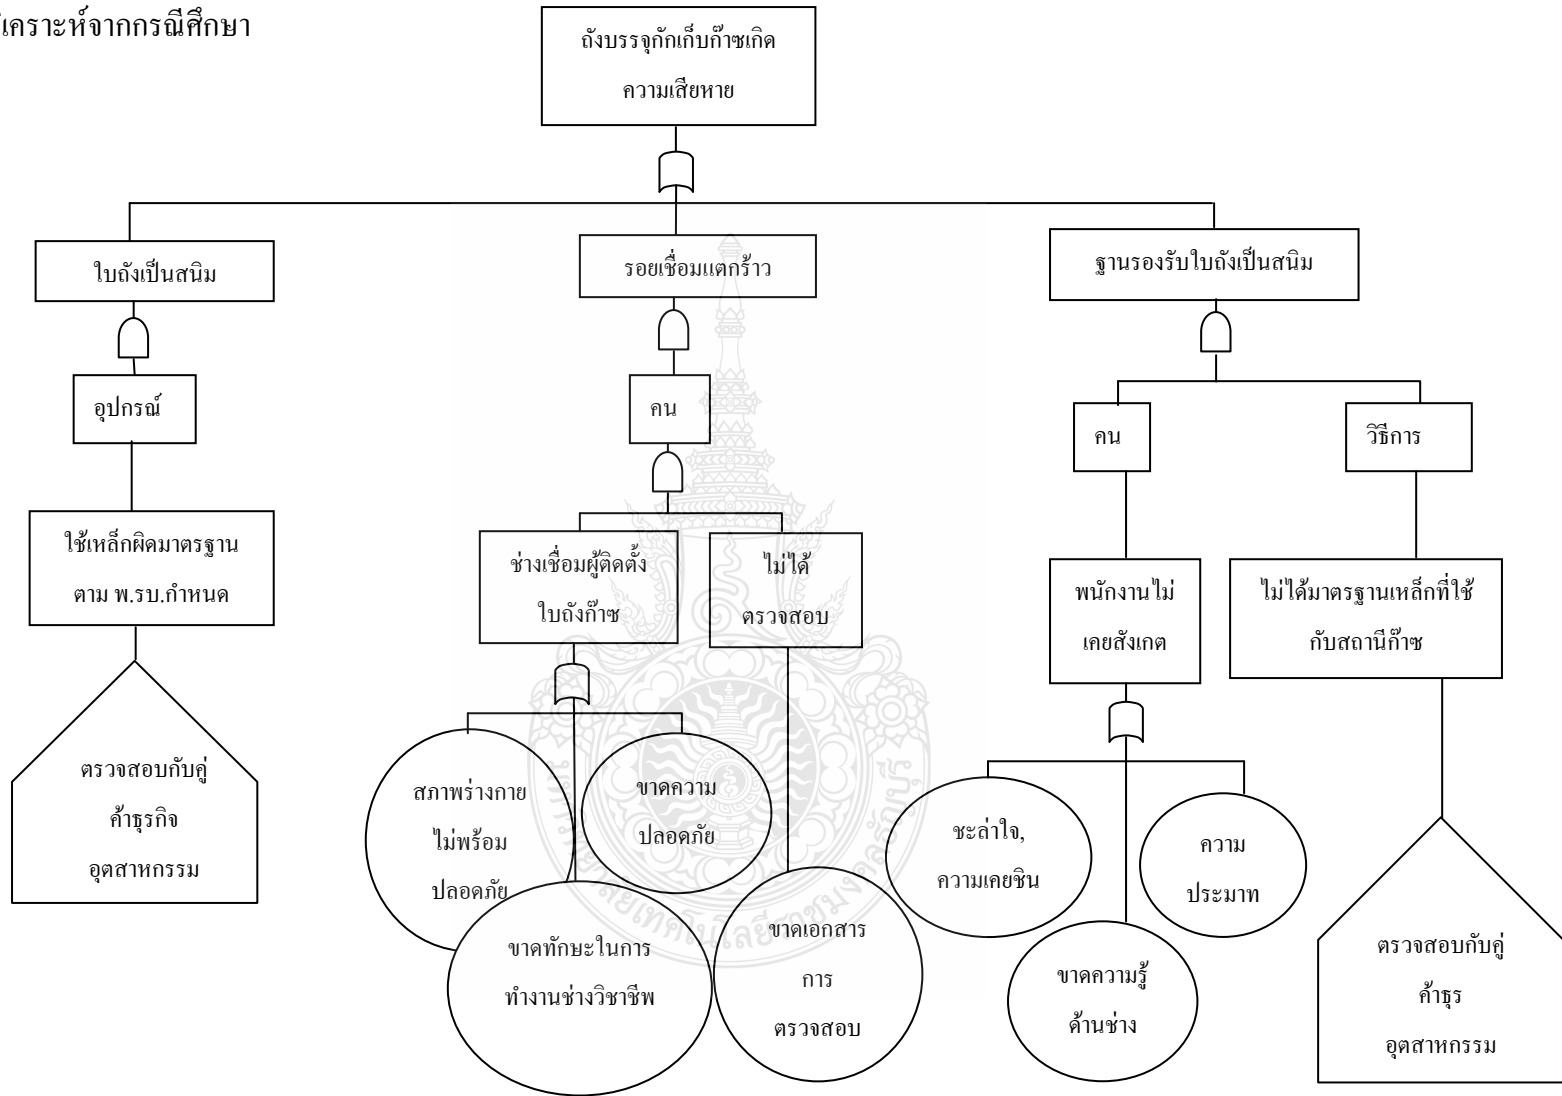 เคราะห์จากกรณีศึกษา
ถังบรรจุกักเก็บก๊าซเกิด
ความเสียหาย
ใบถังเป็นสนิม
รอยเชื่อมแตกร้าว
ฐานรองรับใบถังเป็นสนิม
อุปกรณ์
คน
คน
วิธีการ
ใช้เหล็กผิดมาตรฐาน
ตาม พ.รบ.กำหนด
ช่างเชื่อมผู้ติดตั้ง
ใบถังก๊าซ
ไม่ได้
ตรวจสอบ
พนักงานไม่
เคยสังเกต
ไม่ได้มาตรฐานเหล็กที่ใช้
กับสถานีก๊าซ
ตรวจสอบกับคู่
ค้าธุรกิจ
อุตสาหกรรม
สภาพร่างกาย
ไม่พร้อม
ปลอดภัย
ขาดความ
ปลอดภัย
ขาดทักษะในการ
ทำงานช่างวิชาชีพ
ขาดเอกสาร
การ
ตรวจสอบ
ชะล่าใจ,
ความเคยชิน
ขาดความรู้
ด้านช่าง
ความ
ประมาท
ตรวจสอบกับคู่
ค้าธุร
อุตสาหกรรม